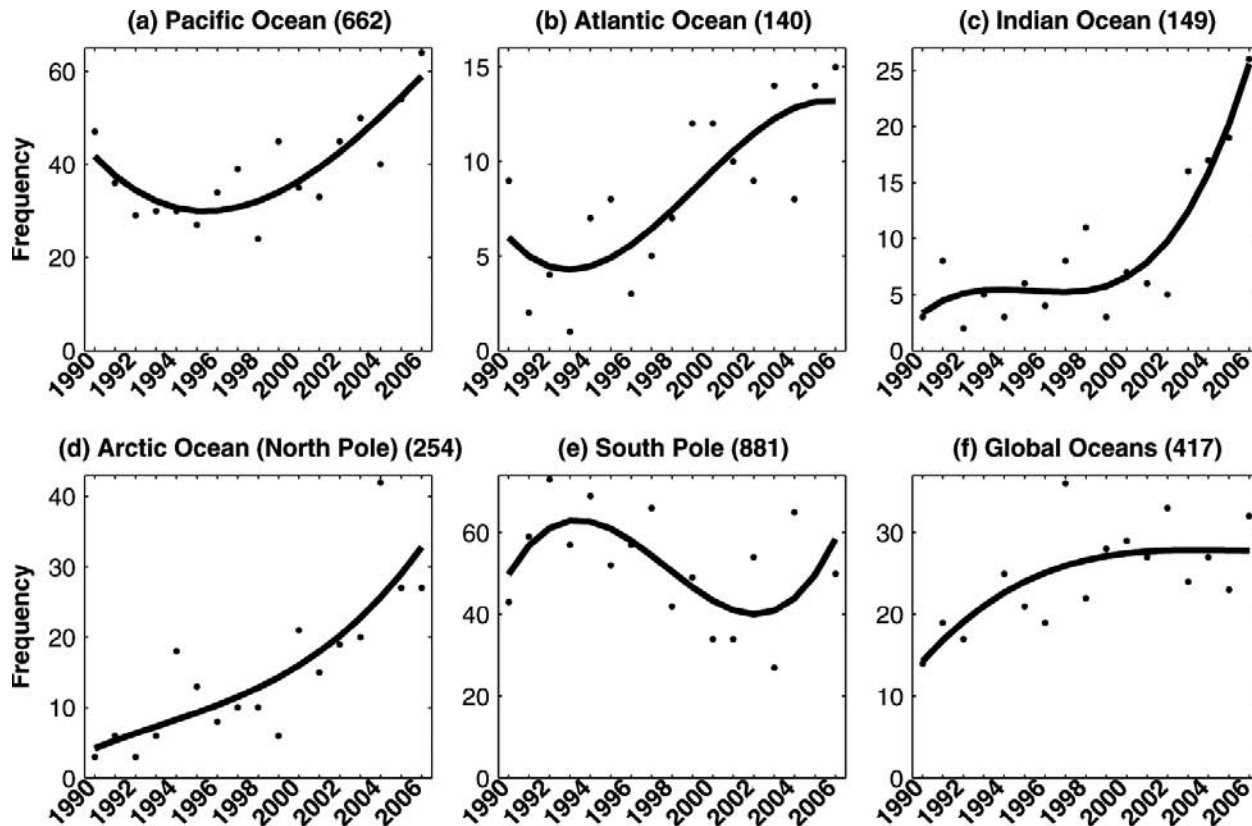 (a) Pacific Ocean (662)
(b) Atlantic Ocean (140)
(c) Indian Ocean (149)
Frequency
60
40
20
0
15
10
5
0
25
20
15
10
5
0
1990 1992 1994 1996 1998 2000 2002 2004 2006
1990 1992 1994 1996 1998 2000 2002 2004 2006
1990 1992 1994 1996 1998 2000 2002 2004 2006
(d) Arctic Ocean (North Pole) (254)
(e) South Pole (881)
(f) Global Oceans (417)
Frequency
40
30
20
10
0
60
40
20
0
30
20
10
0
1990 1992 1994 1996 1998 2000 2002 2004 2006
1990 1992 1994 1996 1998 2000 2002 2004 2006
1990 1992 1994 1996 1998 2000 2002 2004 2006